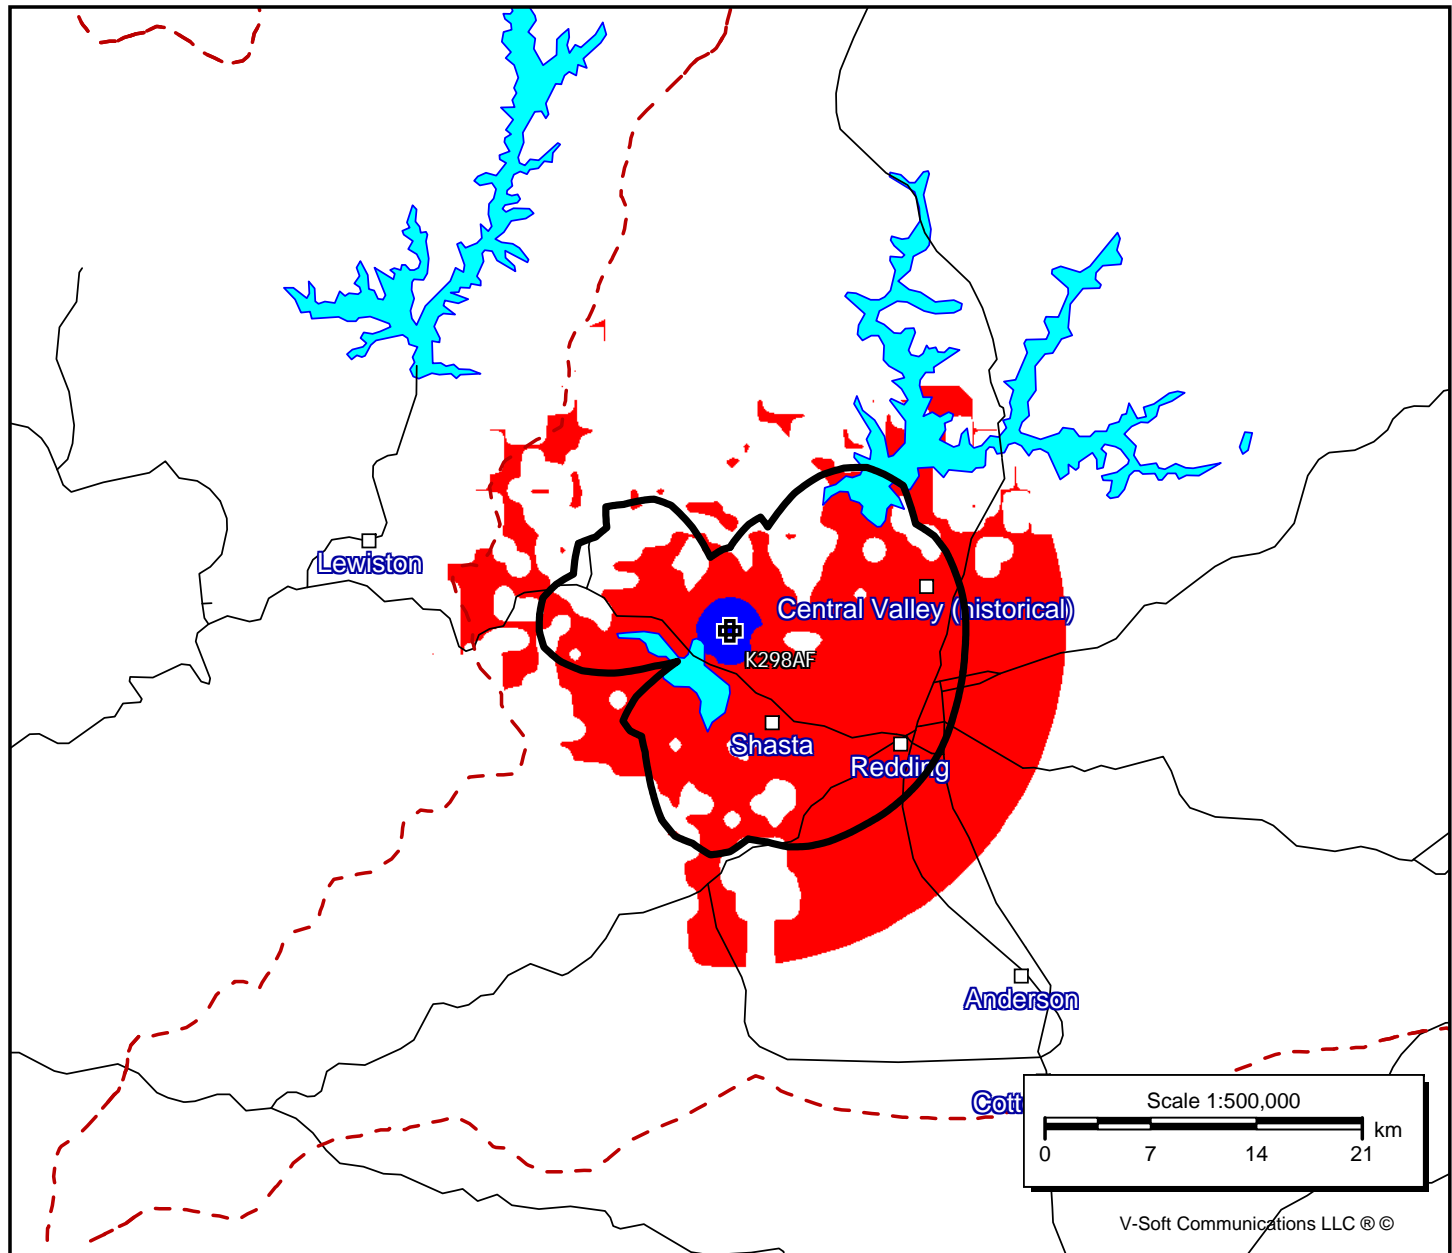 Lewiston
Central Valley (historical)
K298AF
Shasta
Redding
Anderson
Cott
Scale 1:500,000
km
0 7 14 21
V-Soft Communications LLC ® ©